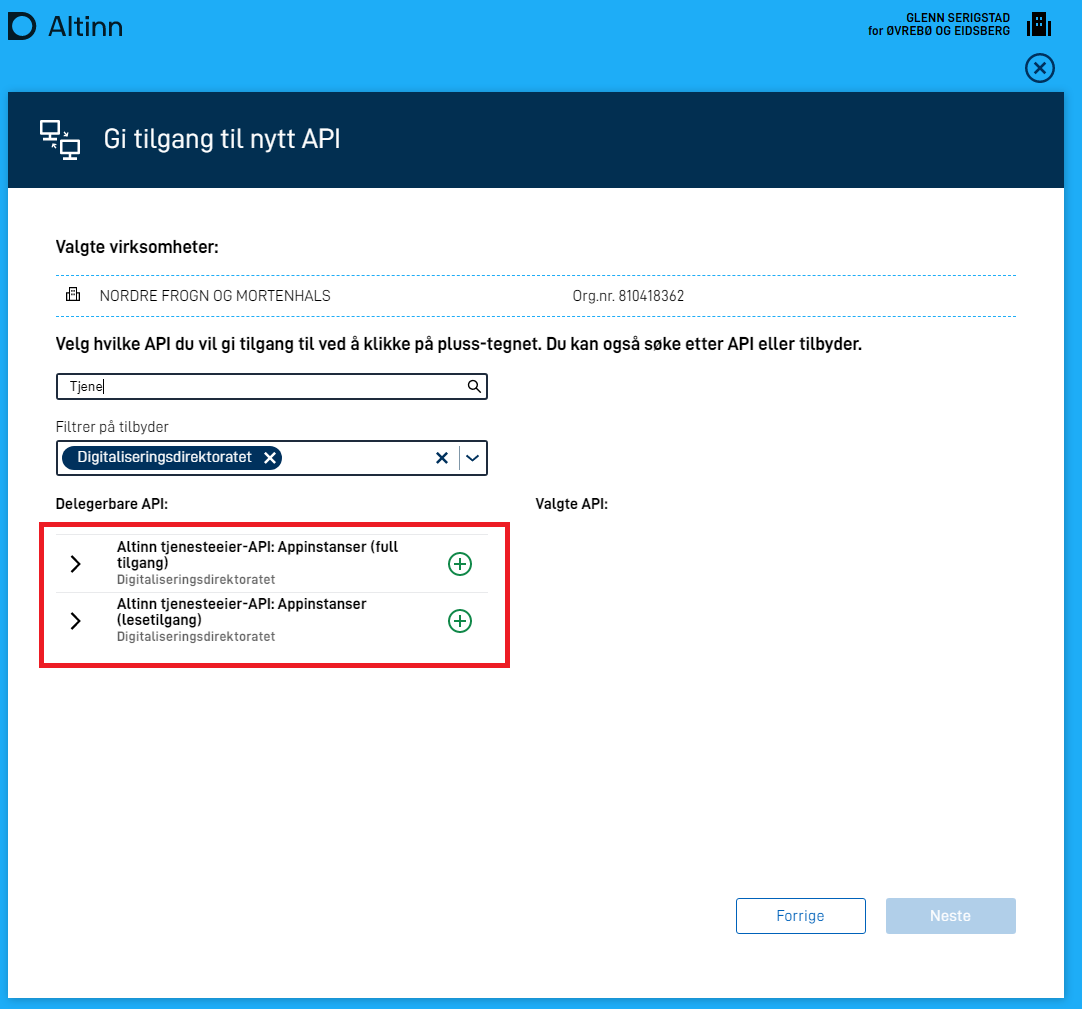 Altinn
GLENN SERIGSTAD
for ØVREBØ OG EIDSBERG
Gi tilgang til nytt API
Valgte virksomheter:
NORDRE FROGN OG MORTENHALS Org.nr. 810418362
Velg hvilke API du vil gi tilgang til ved å klikke på pluss-tegnet. Du kan også søke etter API eller tilbyder.
Tjene
Filtrer på tilbyder
Digitaliseringsdirektoratet
Delegerbare API:
Valgte API:
Altinn tjenesteeier-API: Appinstanser (full
tilgang)
Digitaliseringsdirektoratet
Altinn tjenesteeier-API: Appinstanser
(lesetilgang)
Digitaliseringsdirektoratet
Forrige
Neste